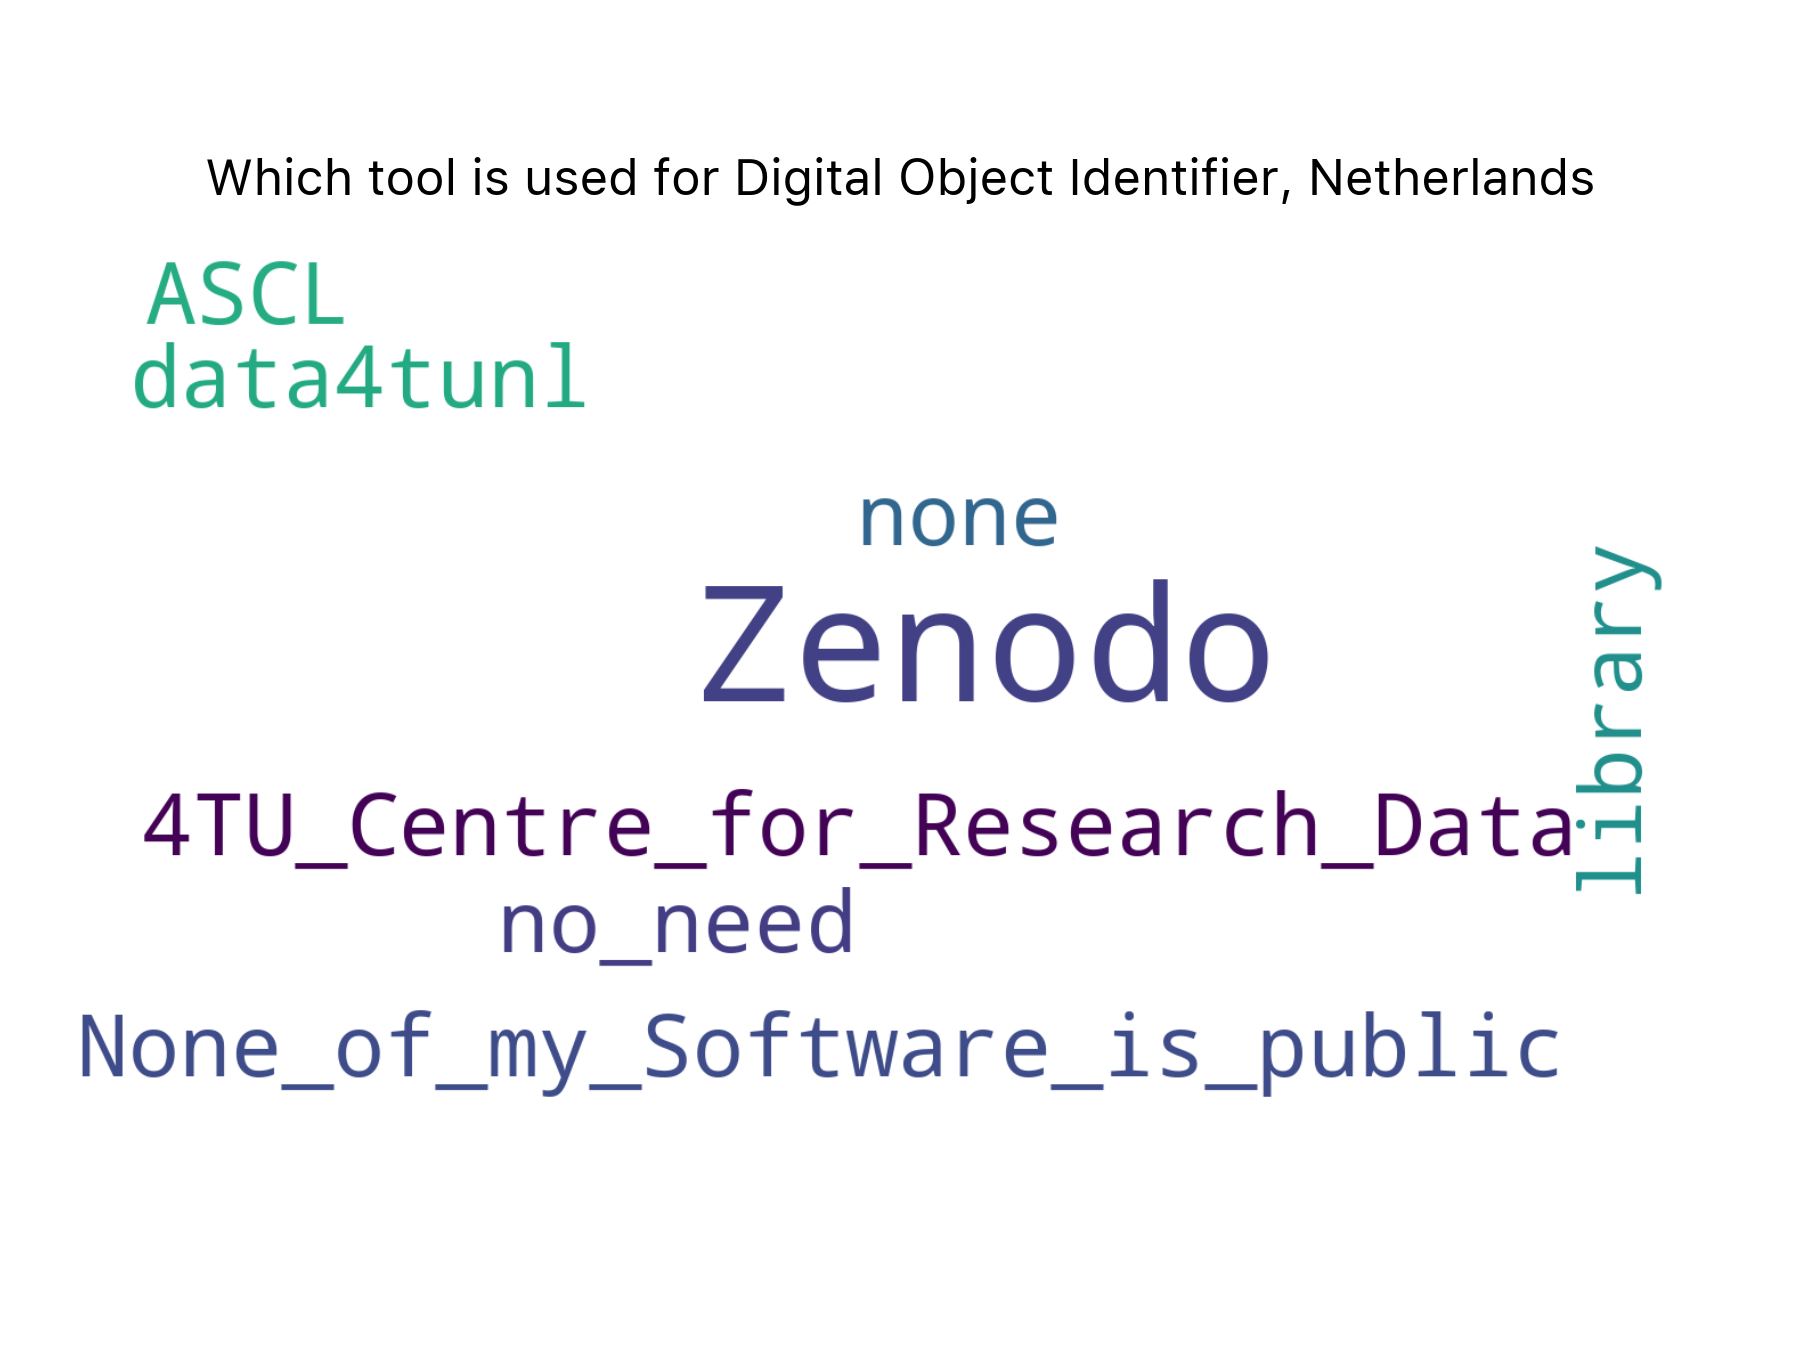 Which tool is used for Digital Object Identifier, Netherlands
ASCL
data4tunl
none
Zenodo
library
4TU_Centre_for_Research_Data
no_need
None_of_my_Software_is_public